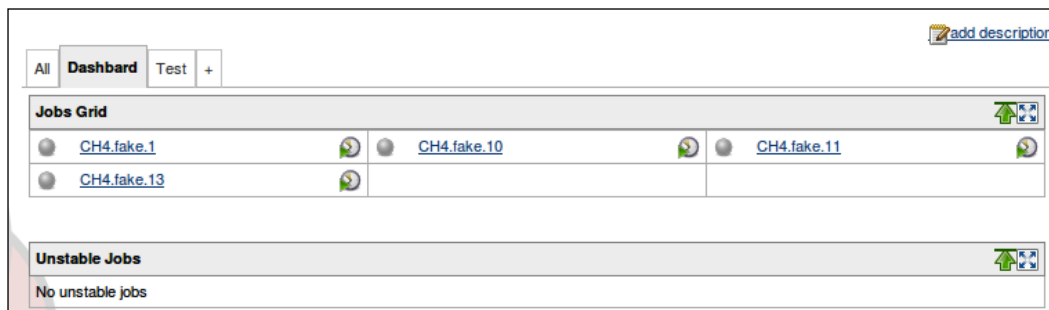 add description
All Dashbard Test +
Jobs Grid
CH4.fake.1 CH4.fake.10 CH4.fake.11
CH4.fake.13
Unstable Jobs
No unstable jobs